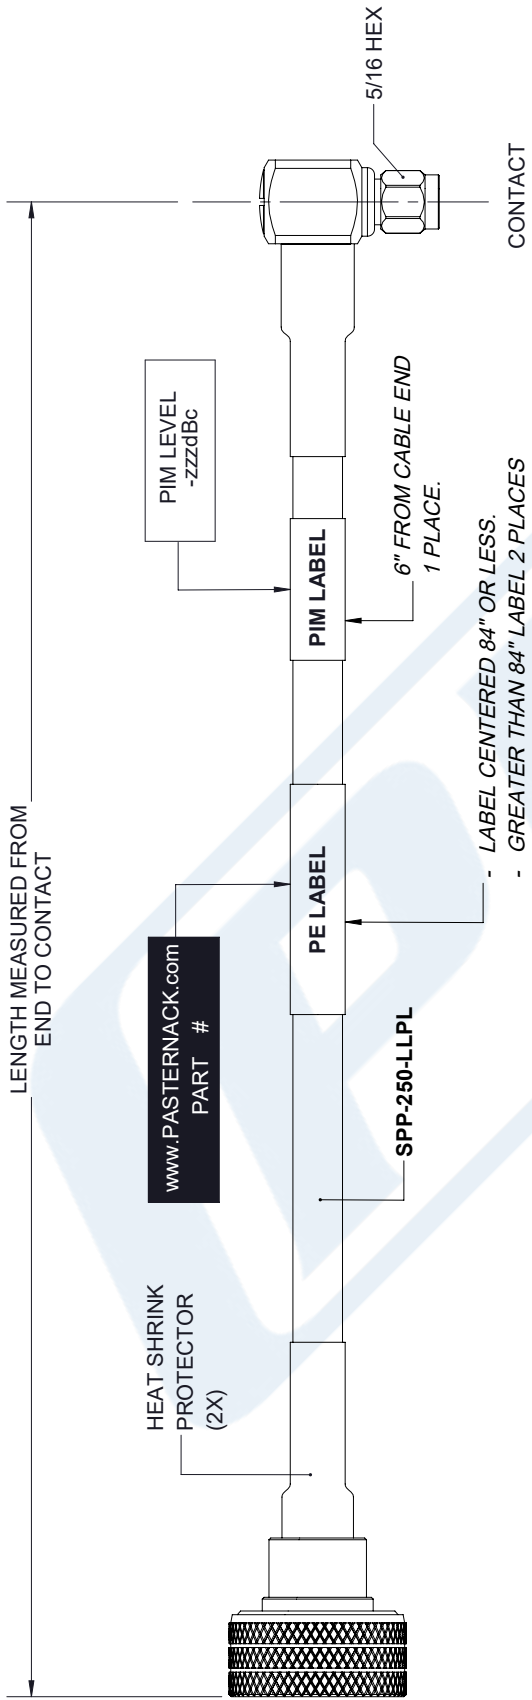 LENGTH MEASURED FROM
END TO CONTACT
HEAT SHRINK
PROTECTOR
(2X)
www.PASTERNACK.com
PART #
PIM LEVEL
-zzzdBc
PE LABEL
PIM LABEL
5/16 HEX
SPP-250-LLPL
6" FROM CABLE END
1 PLACE.
- LABEL CENTERED 84" OR LESS.
- GREATER THAN 84" LABEL 2 PLACES
CONTACT